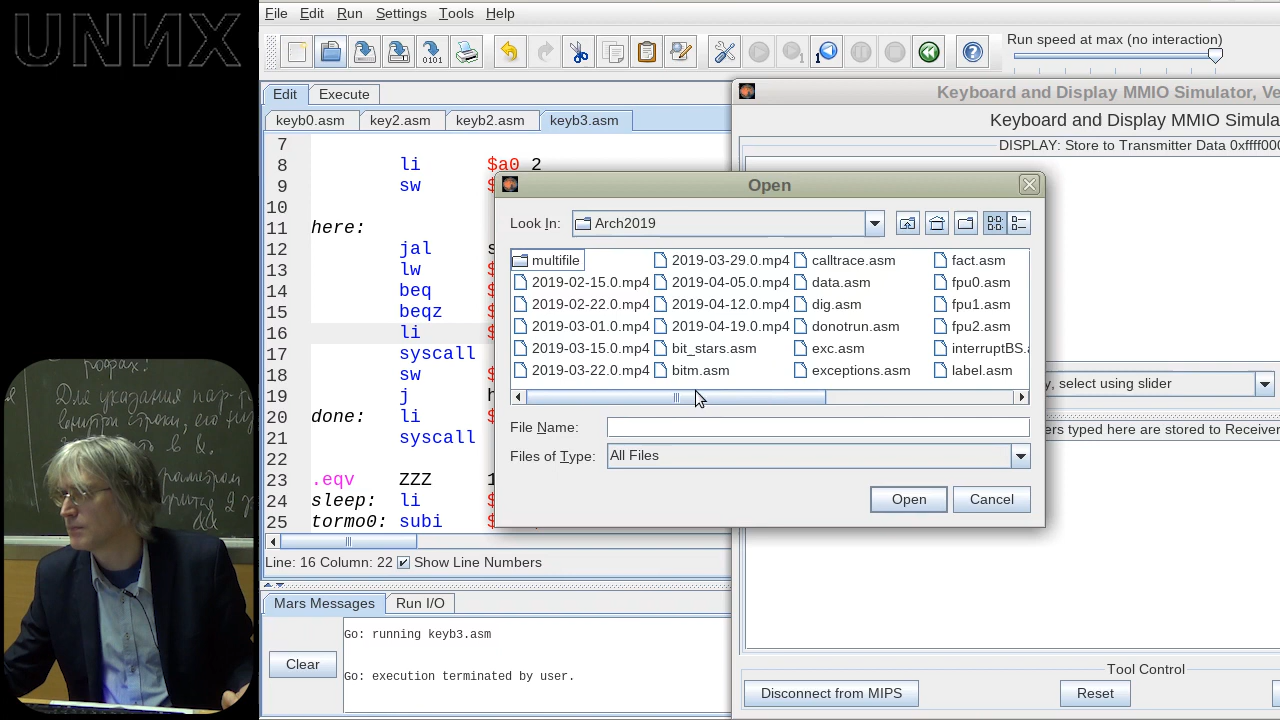 UNИX
File Edit Run Settings Tools Help
Run speed at max (no interaction)
Edit Execute
keyb0.asm key2.asm keyb2.asm keyb3.asm
7
8 li $a0 2
9 sw $
10
11 here:
12 jal s
13 lw $
14 beq $
15 beqz $
16 li $
17 syscall
18 sw $
19 j h
20 done: li $
21 syscall
22
23 .eqv ZZZ 1
24 sleep: li $
25 tormo0: subi $
Line: 16 Column: 22 Show Line Numbers
Mars Messages Run I/O
Clear
Go: running keyb3.asm
Go: execution terminated by user.
Keyboard and Display MMIO Simulator, Ve
Keyboard and Display MMIO Simula
DISPLAY: Store to Transmitter Data 0xffff000
Open
Look In: Arch2019
multifile 2019-03-29.0.mp4 calltrace.asm fact.asm
2019-02-15.0.mp4 2019-04-05.0.mp4 data.asm fpu0.asm
2019-02-22.0.mp4 2019-04-12.0.mp4 dig.asm fpu1.asm
2019-03-01.0.mp4 2019-04-19.0.mp4 donotrun.asm fpu2.asm
2019-03-15.0.mp4 bit_stars.asm exc.asm interruptBS.a
2019-03-22.0.mp4 bitm.asm exceptions.asm label.asm
File Name:
Files of Type: All Files
Open Cancel
y, select using slider
ers typed here are stored to Receiver
Tool Control
Disconnect from MIPS Reset
Для указания
внутри строки, его
в &